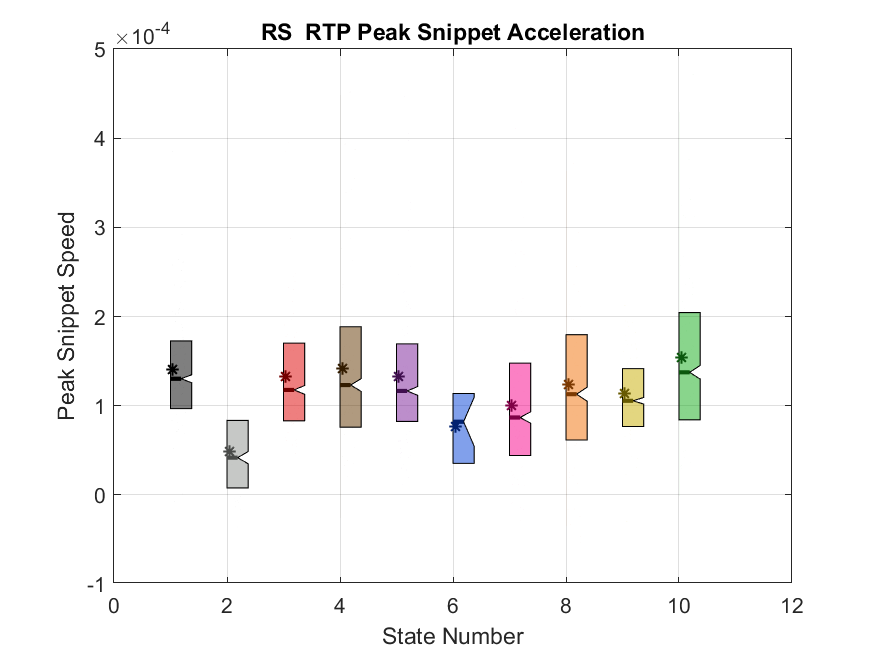 RS  RTP Peak Snippet Acceleration
×10-4
5
4
3
2
1
0
-1
Peak Snippet Speed
0 2 4 6 8 10 12
State Number